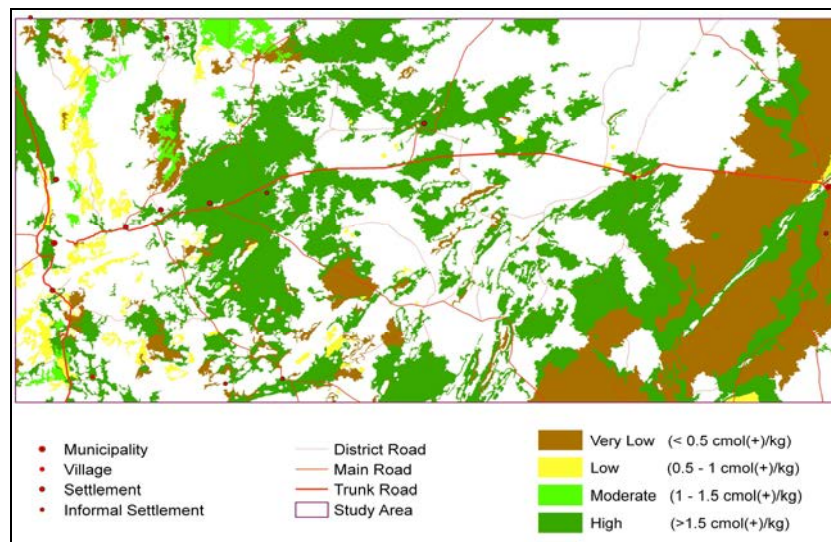 Municipality
Village
Settlement
Informal Settlement
District Road
Main Road
Trunk Road
Study Area
Very Low (< 0.5 cmol(+)/kg)
Low (0.5 - 1 cmol(+)/kg)
Moderate (1 - 1.5 cmol(+)/kg)
High (>1.5 cmol(+)/kg)